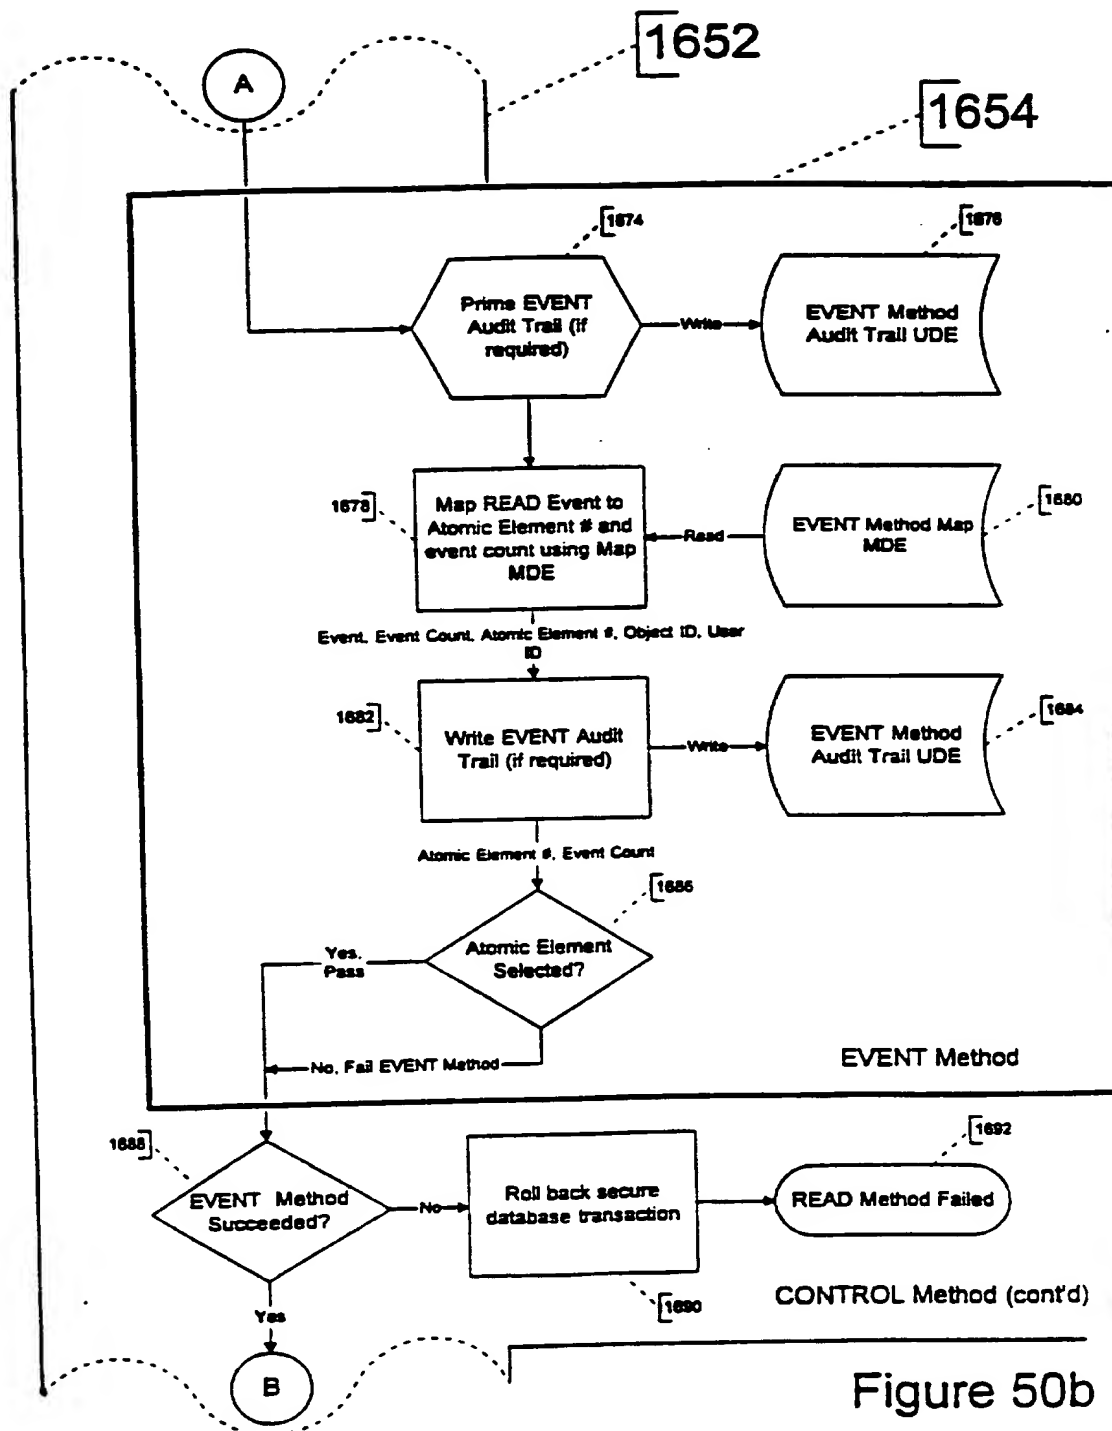 1652
A
1654
1674
1676
Prime EVENT
Audit Trail (if
required)
Write
EVENT Method
Audit Trail UDE
1678
Map READ Event to
Atomic Element # and
event count using Map
MDE
Read
EVENT Method Map
MDE
1680
Event, Event Count, Atomic Element #, Object ID, User
ID
1682
Write EVENT Audit
Trail (if required)
Write
EVENT Method
Audit Trail UDE
1684
Atomic Element #, Event Count
1686
Atomic Element
Selected?
Yes,
Pass
No, Fail EVENT Method
EVENT Method
1688
EVENT Method
Succeeded?
No
Roll back secure
database transaction
1692
READ Method Failed
1690
CONTROL Method (cont'd)
Yes
B
Figure 50b